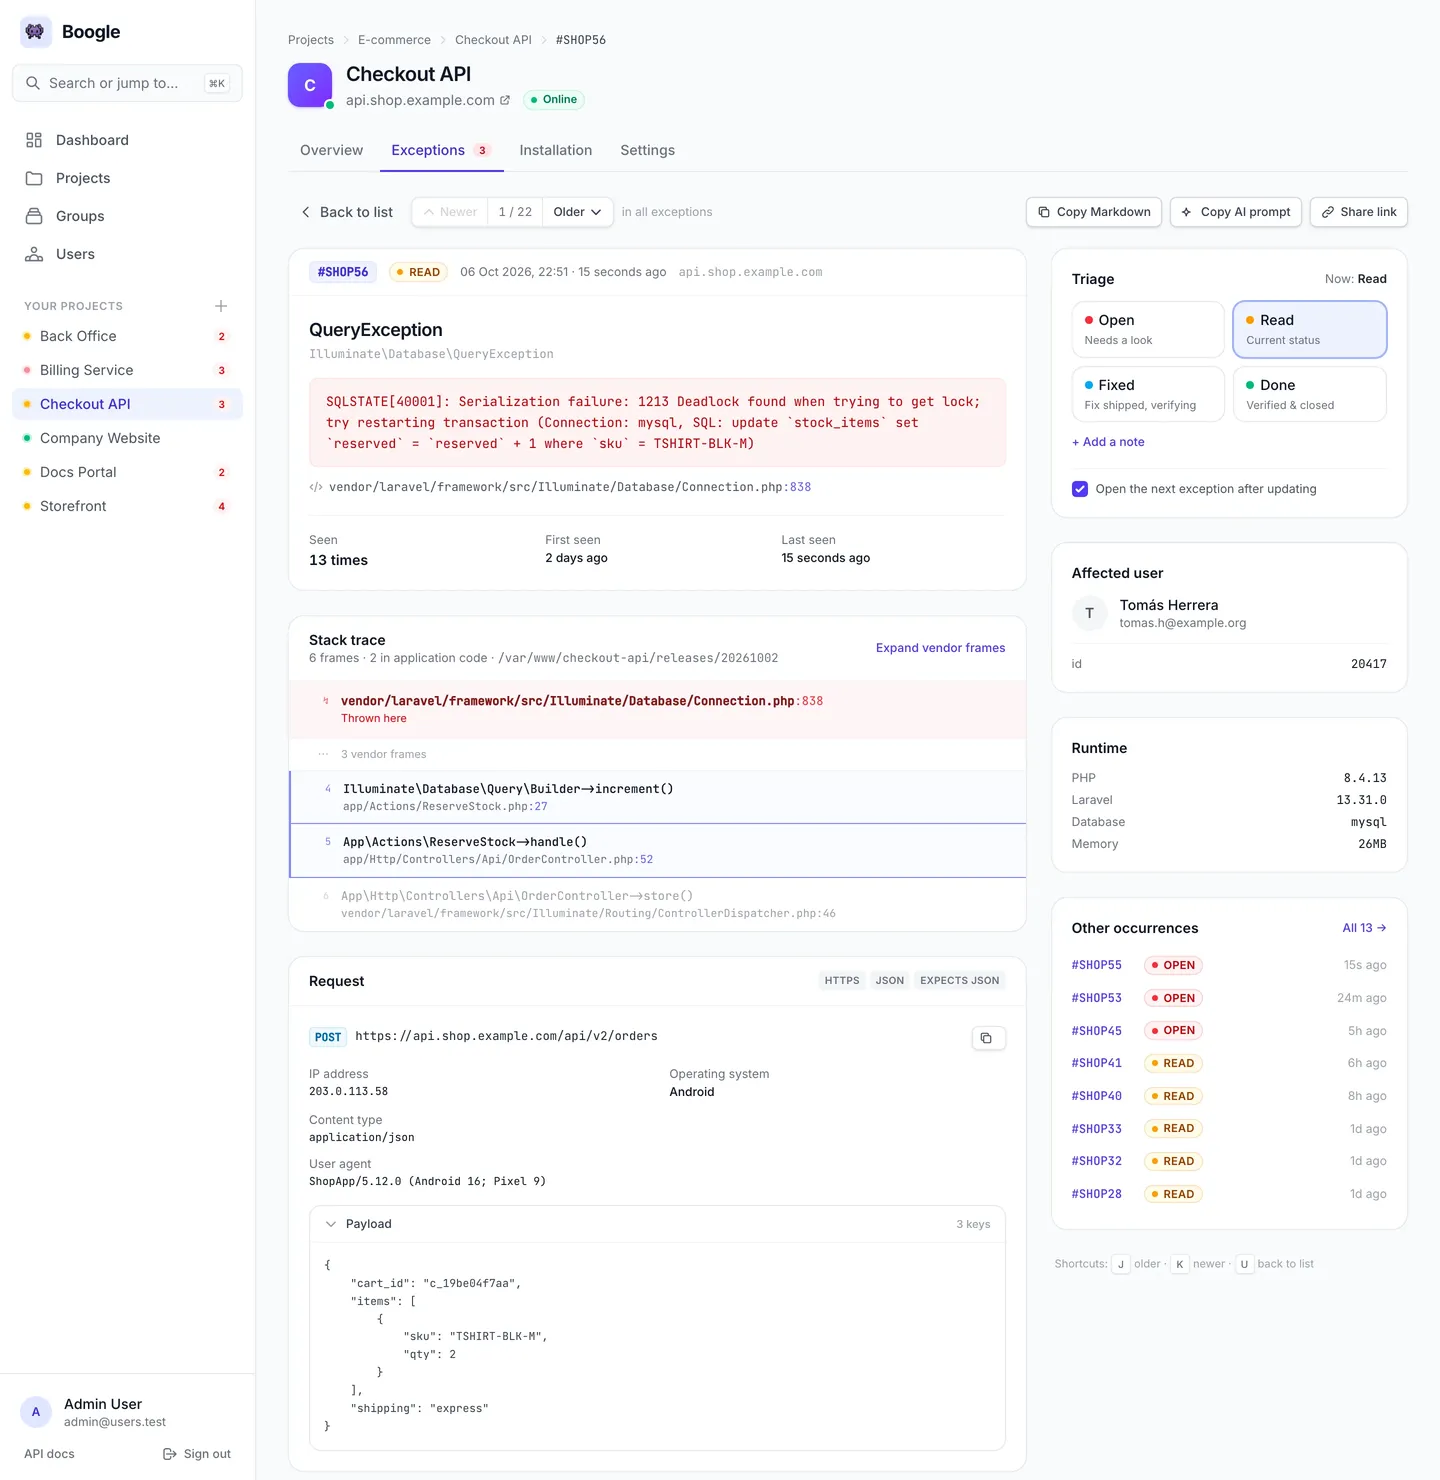 Boogle
Search or jump to... ⌘K
Dashboard
Projects
Groups
Users
YOUR PROJECTS
Back Office 2
Billing Service 3
Checkout API 3
Company Website
Docs Portal 2
Storefront 4
A Admin User
admin@users.test
API docs Sign out
Projects > E-commerce > Checkout API > #SHOP56
C Checkout API
api.shop.example.com Online
Overview Exceptions 3 Installation Settings
Back to list Newer 1 / 22 Older in all exceptions
Copy Markdown Copy AI prompt Share link
#SHOP56 READ 06 Oct 2026, 22:51 · 15 seconds ago api.shop.example.com
QueryException
Illuminate\Database\QueryException
SQLSTATE[40001]: Serialization failure: 1213 Deadlock found when trying to get lock;
try restarting transaction (Connection: mysql, SQL: update `stock_items` set
`reserved` = `reserved` + 1 where `sku` = TSHIRT-BLK-M)
</> vendor/laravel/framework/src/Illuminate/Database/Connection.php:838
Seen First seen Last seen
13 times 2 days ago 15 seconds ago
Stack trace
6 frames · 2 in application code · /var/www/checkout-api/releases/20261002
Expand vendor frames
vendor/laravel/framework/src/Illuminate/Database/Connection.php:838
Thrown here
... 3 vendor frames
4 Illuminate\Database\Query\Builder->increment()
app/Actions/ReserveStock.php:27
5 App\Actions\ReserveStock->handle()
app/Http/Controllers/Api/OrderController.php:52
6 App\Http\Controllers\Api\OrderController->store()
vendor/laravel/framework/src/Illuminate/Routing/ControllerDispatcher.php:46
Request HTTPS JSON EXPECTS JSON
POST https://api.shop.example.com/api/v2/orders
IP address Operating system
203.0.113.58 Android
Content type
application/json
User agent
ShopApp/5.12.0 (Android 16; Pixel 9)
Payload 3 keys
{
    "cart_id": "c_19be04f7aa",
    "items": [
        {
            "sku": "TSHIRT-BLK-M",
            "qty": 2
        }
    ],
    "shipping": "express"
}
Triage Now: Read
Open Read
Needs a look Current status
Fixed Done
Fix shipped, verifying Verified & closed
+ Add a note
Open the next exception after updating
Affected user
T Tomás Herrera
tomas.h@example.org
id 20417
Runtime
PHP 8.4.13
Laravel 13.31.0
Database mysql
Memory 26MB
Other occurrences All 13 →
#SHOP55 OPEN 15s ago
#SHOP53 OPEN 24m ago
#SHOP45 OPEN 5h ago
#SHOP41 READ 6h ago
#SHOP40 READ 8h ago
#SHOP33 READ 1d ago
#SHOP32 READ 1d ago
#SHOP28 READ 1d ago
Shortcuts: J older · K newer · U back to list